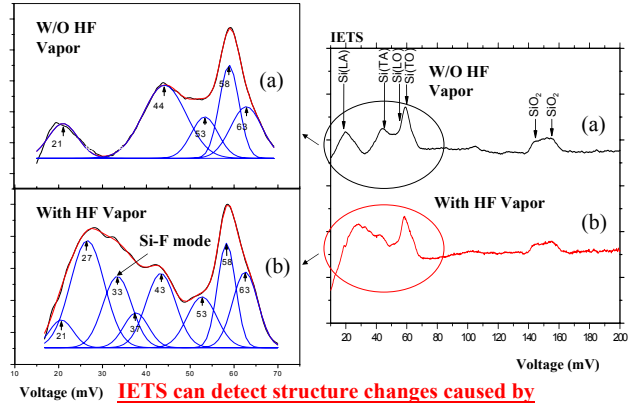 W/O HF
Vapor
(a)
21
44
53
58
63
With HF Vapor
Si-F mode
(b)
21
27
33
37
43
53
58
63
20 30 40 50 60 70
Voltage (mV)
IETS
Si(LA)
Si(TA)
Si(LO)
Si(TO)
W/O HF
Vapor
SiO2
SiO2
(a)
With HF Vapor
(b)
20 40 60 80 100 120 140 160 180 200
Voltage (mV)
IETS can detect structure changes caused by